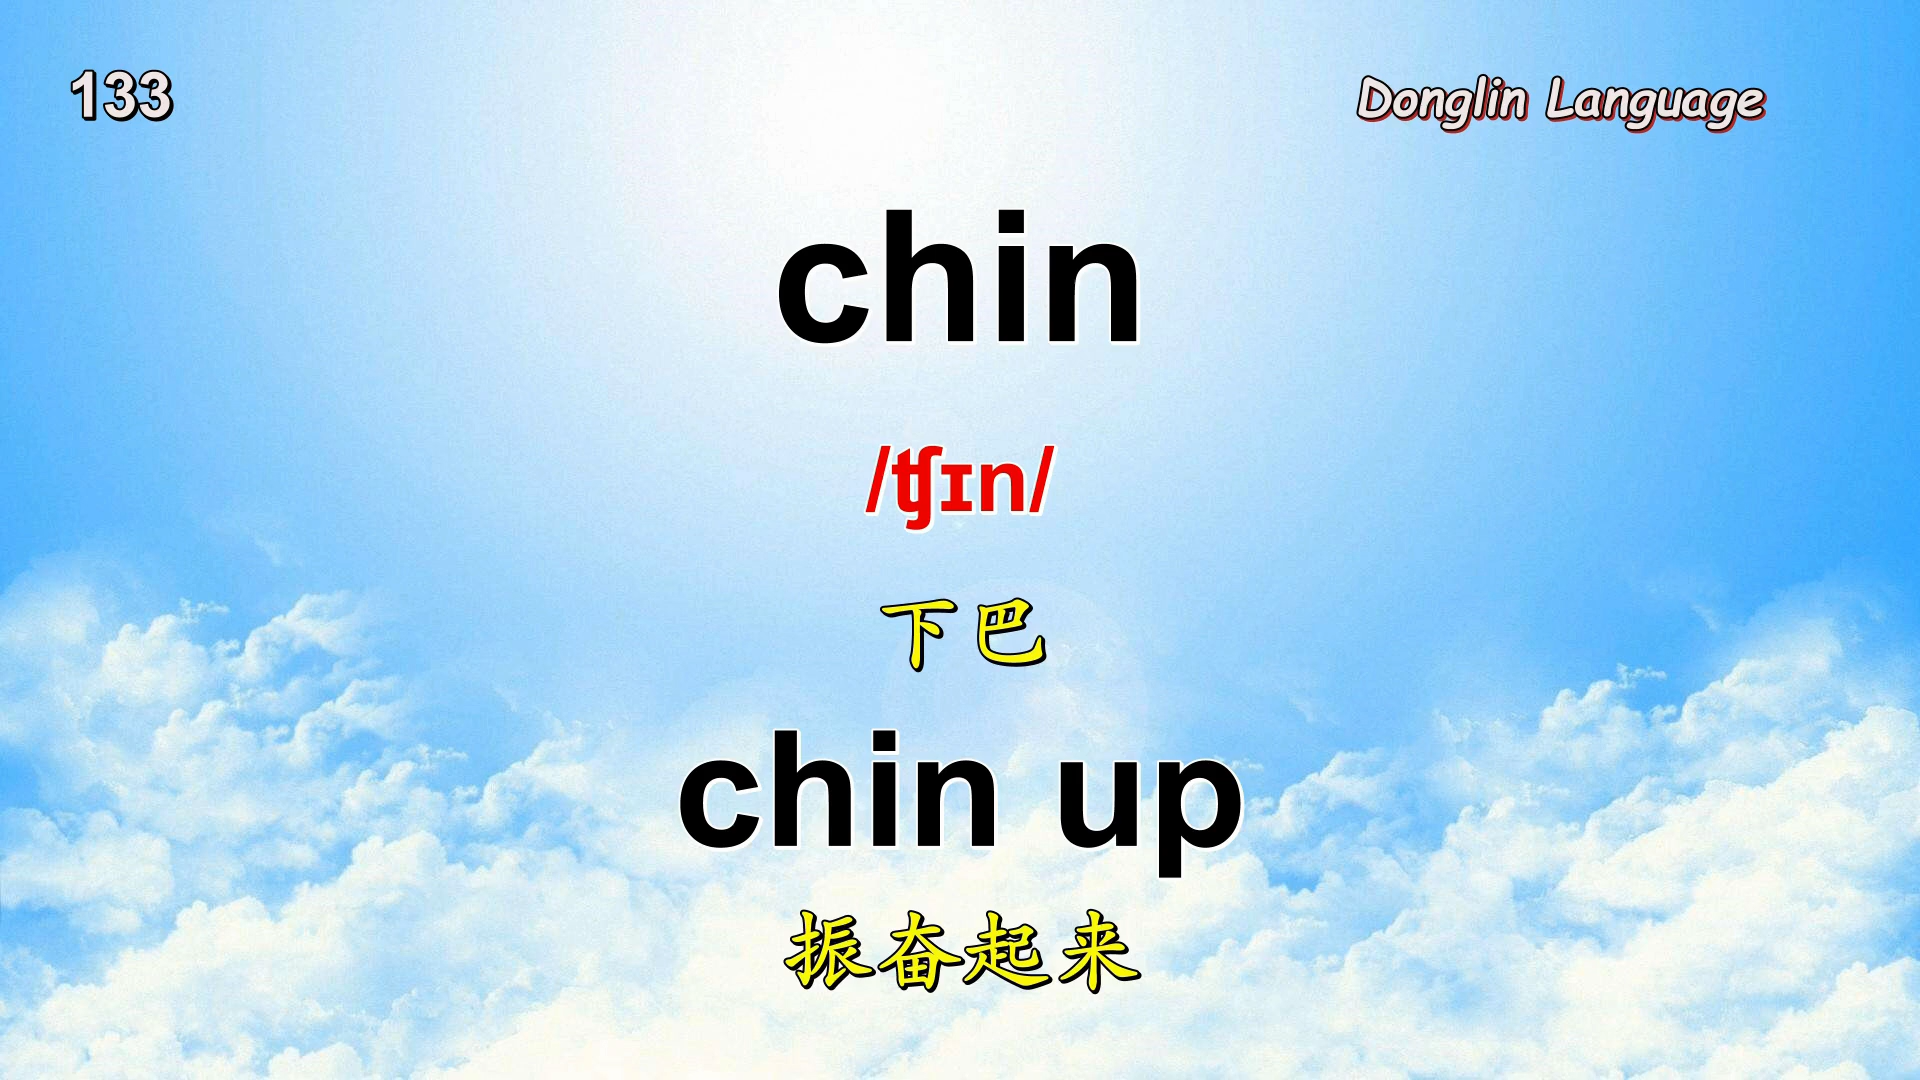 133
Donglin Language
chin
/ʧɪn/
下巴
chin up
振奋起来